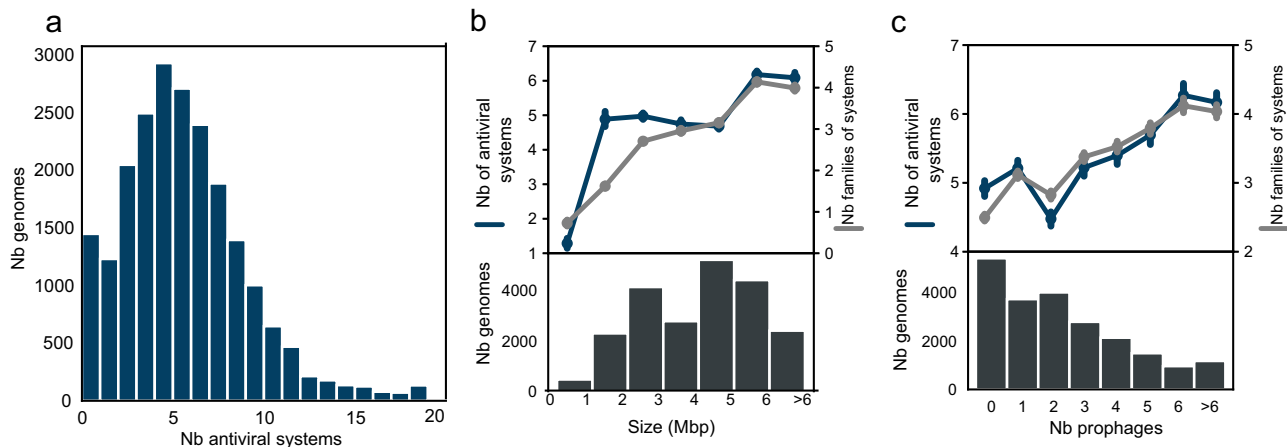 a
Nb genomes
3000
2500
2000
1500
1000
500
0
0 5 10 15 20
Nb antiviral systems
b
Nb of antiviral
systems
7
6
5
4
3
2
1
5
4
3
2
1
0
Nb families of systems
Nb genomes
4000
2000
0
0 1 2 3 4 5 6 >6
Size (Mbp)
c
Nb of antiviral
systems
7
6
5
4
5
4
3
2
Nb families of systems
Nb genomes
4000
2000
0
0 1 2 3 4 5 6 >6
Nb prophages